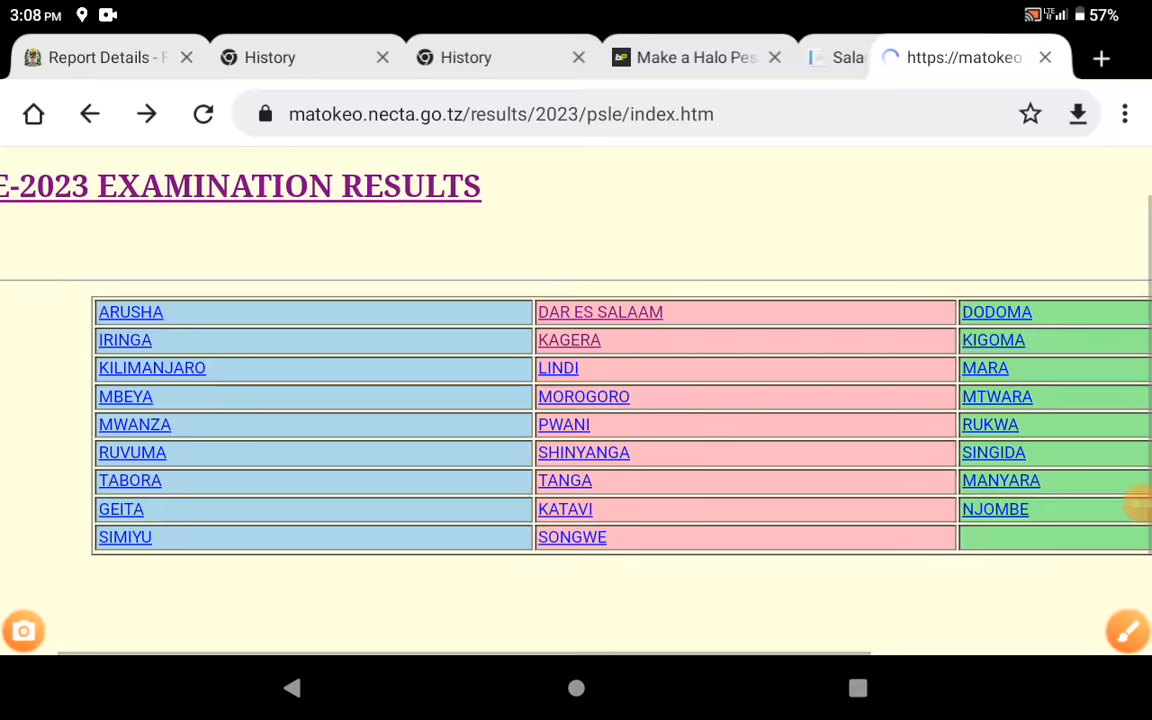 3:08 PM LTE 57%
Report Details - F History History Make a Halo Pes Sala https://matokeo
matokeo.necta.go.tz/results/2023/psle/index.htm
E-2023 EXAMINATION RESULTS
ARUSHA DAR ES SALAAM DODOMA
IRINGA KAGERA KIGOMA
KILIMANJARO LINDI MARA
MBEYA MOROGORO MTWARA
MWANZA PWANI RUKWA
RUVUMA SHINYANGA SINGIDA
TABORA TANGA MANYARA
GEITA KATAVI NJOMBE
SIMIYU SONGWE